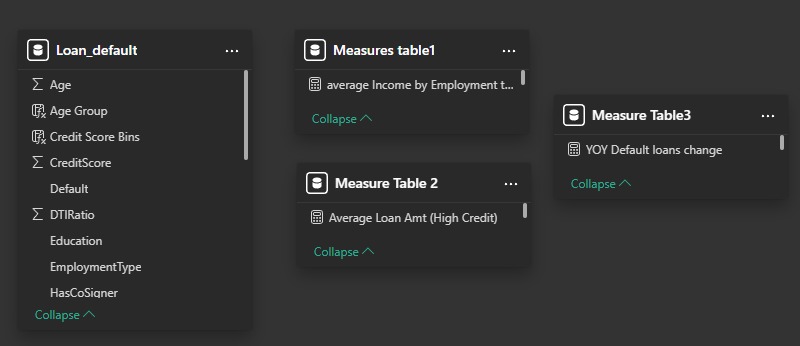 Loan_default
Age
Age Group
Credit Score Bins
CreditScore
Default
DTIRatio
Education
EmploymentType
HasCoSigner
Collapse
Measures table1
average Income by Employment t...
Collapse
Measure Table 2
Average Loan Amt (High Credit)
Collapse
Measure Table3
YOY Default loans change
Collapse